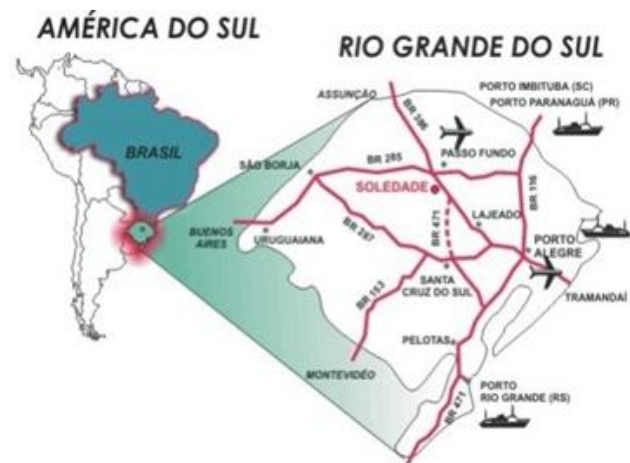 AMÉRICA DO SUL
RIO GRANDE DO SUL
BRASIL
ASSUNÇÃO
PORTO IMBITUBA (SC)
PORTO PARANAGUÁ (PR)
BR 386
PASSO FUNDO
SÃO BORJA
BR 285
SOLEDADE
BR 116
BUENOS
AIRES
URUGUAIANA
BR 287
BR 471
LAJEADO
PORTO
ALEGRE
SANTA
CRUZ DO SUL
TRAMANDAÍ
BR 153
PELOTAS
MONTEVIDÉO
PORTO
RIO GRANDE (RS)
BR 471